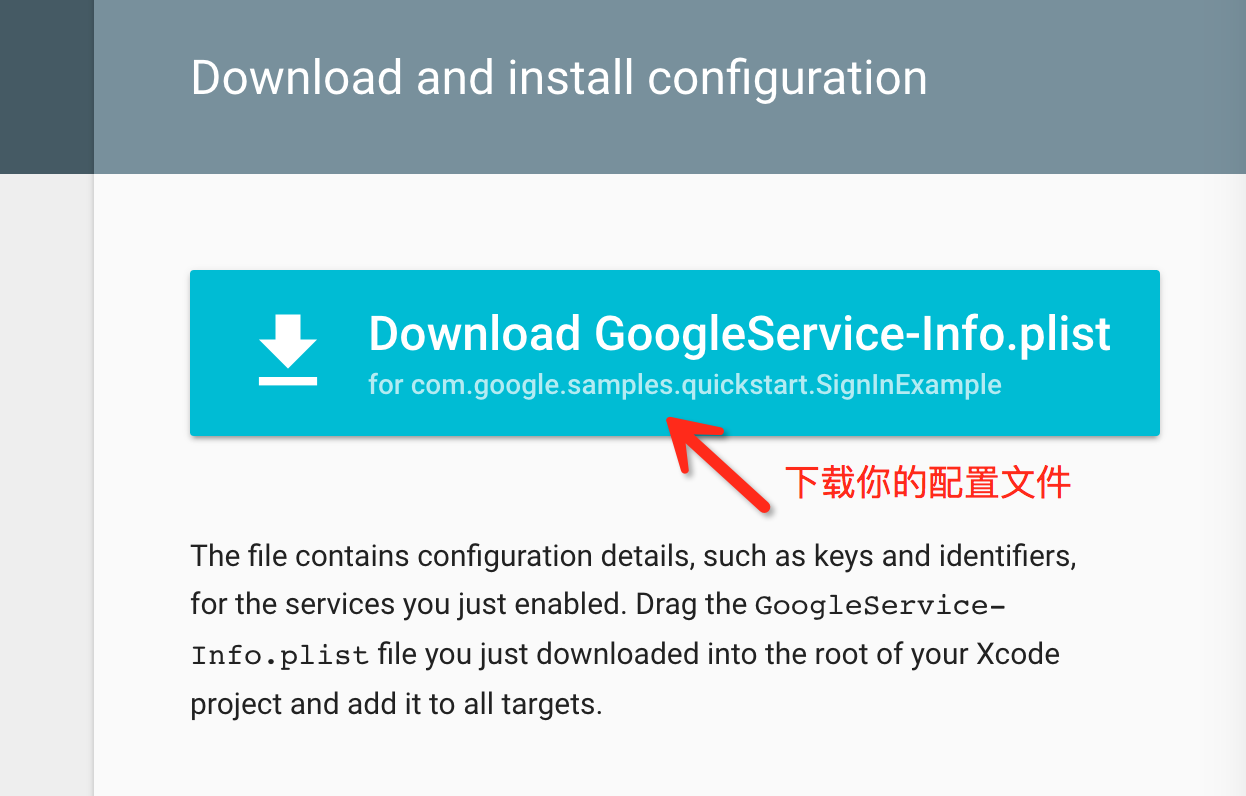 Download and install configuration
Download GoogleService-Info.plist
for com.google.samples.quickstart.SignInExample
下载你的配置文件
The file contains configuration details, such as keys and identifiers,
for the services you just enabled. Drag the GoogleService-
Info.plist file you just downloaded into the root of your Xcode
project and add it to all targets.